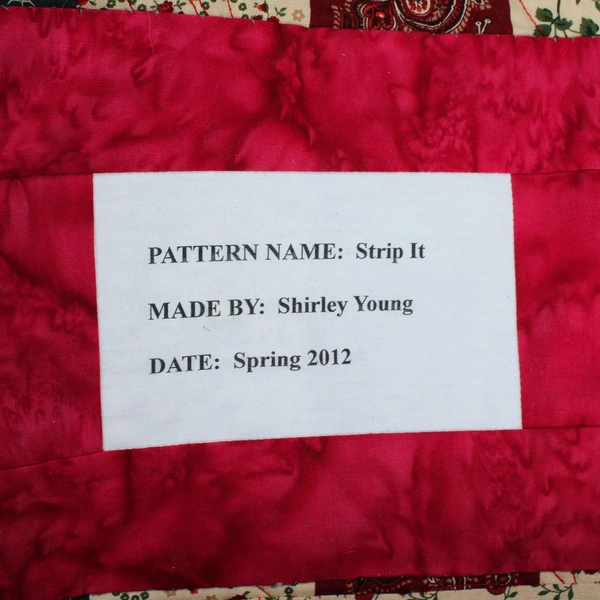 PATTERN NAME: Strip It
MADE BY: Shirley Young
DATE: Spring 2012